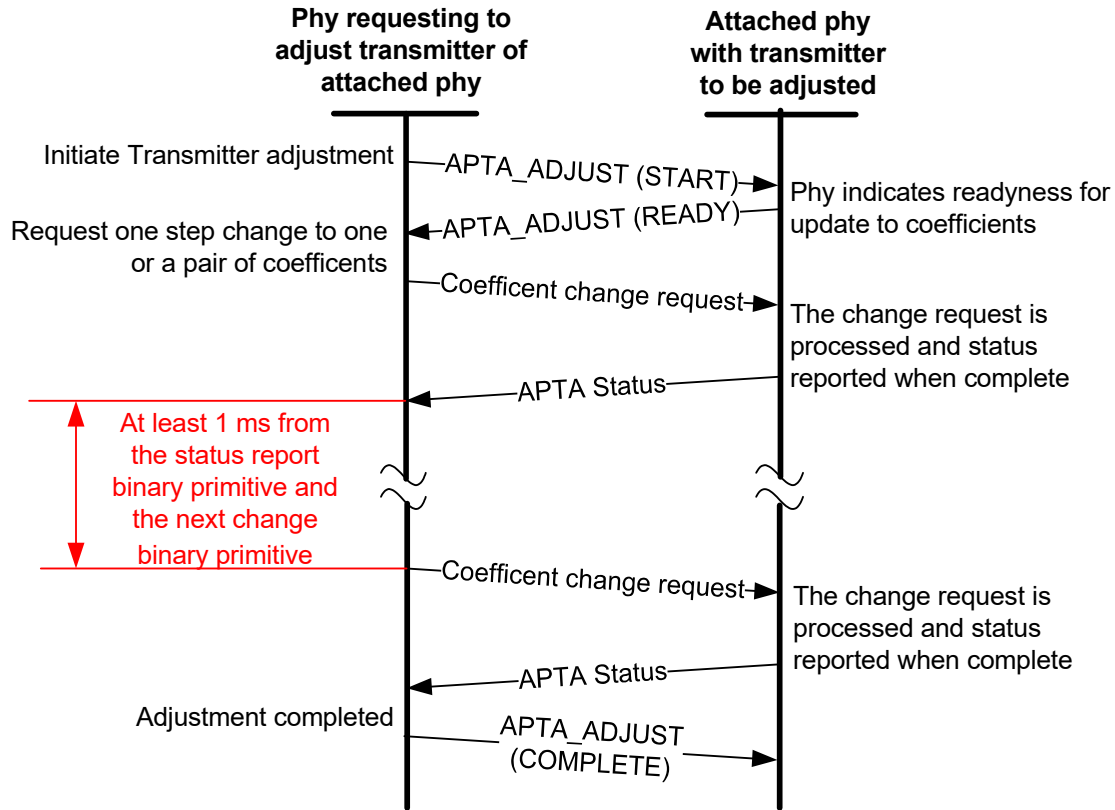 Phy requesting to
adjust transmitter of
attached phy
Attached phy
with transmitter
to be adjusted
Initiate Transmitter adjustment
APTA_ADJUST (START)
Phy indicates readyness for
update to coefficients
APTA_ADJUST (READY)
Request one step change to one
or a pair of coefficents
Coefficent change request
The change request is
processed and status
reported when complete
APTA Status
At least 1 ms from
the status report
binary primitive and
the next change
binary primitive
Coefficent change request
The change request is
processed and status
reported when complete
APTA Status
Adjustment completed
APTA_ADJUST
(COMPLETE)